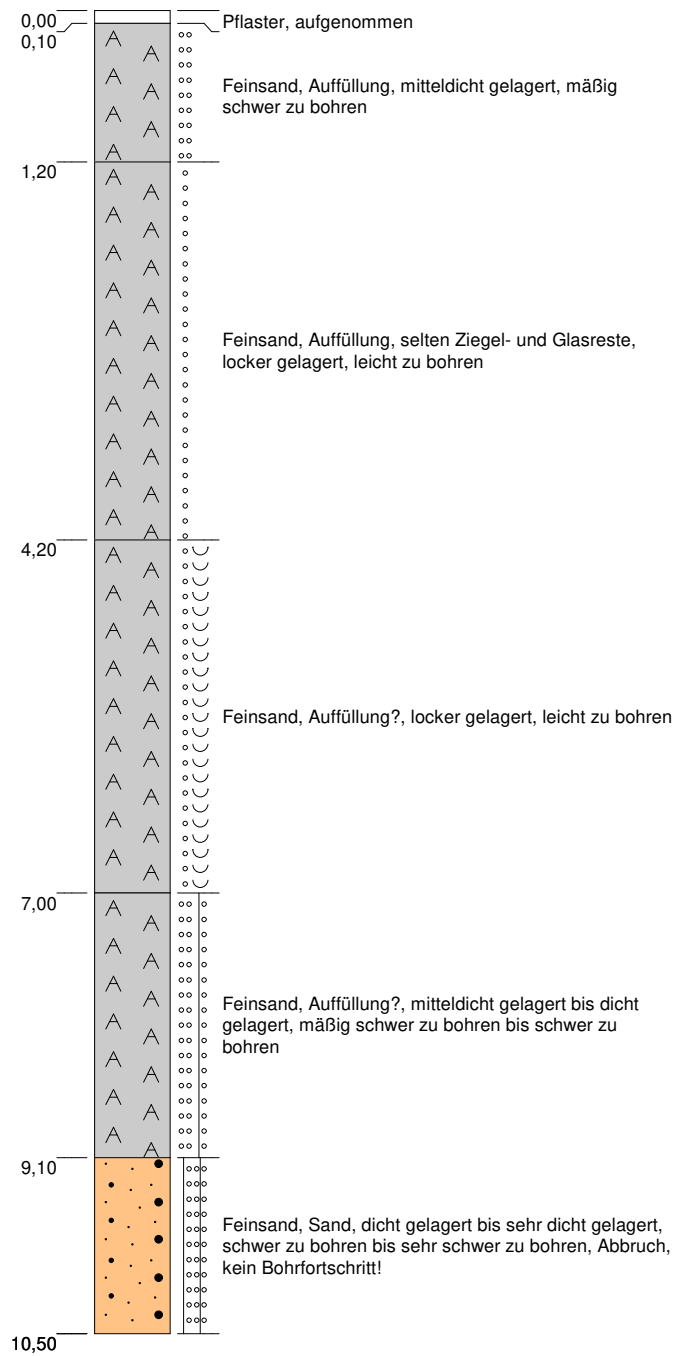 0,00
Pflaster, aufgenommen
0,10
Feinsand, Auffüllung, mitteldicht gelagert, mäßig
schwer zu bohren
1,20
Feinsand, Auffüllung, selten Ziegel- und Glasreste,
locker gelagert, leicht zu bohren
4,20
Feinsand, Auffüllung?, locker gelagert, leicht zu bohren
7,00
Feinsand, Auffüllung?, mitteldicht gelagert bis dicht
gelagert, mäßig schwer zu bohren bis schwer zu
bohren
9,10
Feinsand, Sand, dicht gelagert bis sehr dicht gelagert,
schwer zu bohren bis sehr schwer zu bohren, Abbruch,
kein Bohrfortschritt!
10,50